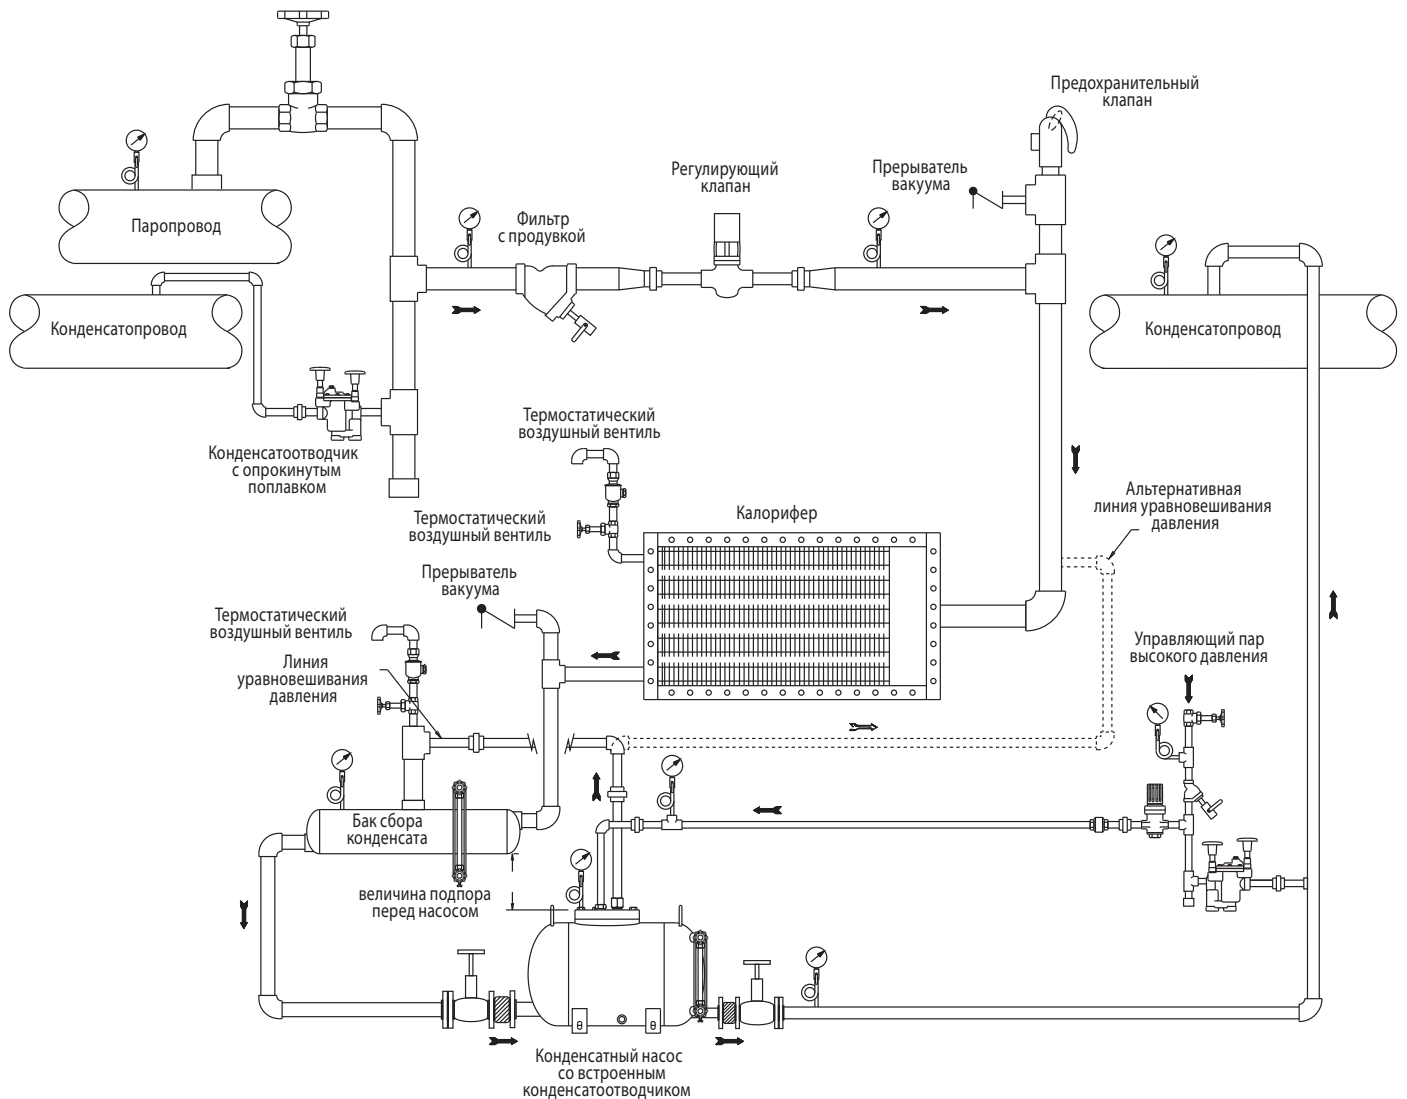 Предохранительный
клапан
Регулирующий
клапан
Прерыватель
вакуума
Паропровод
Фильтр
с продувкой
Конденсатопровод
Конденсатопровод
Термостатический
воздушный вентиль
Конденсатоотводчик
с опрокинутым
поплавком
Альтернативная
линия уравновешивания
давления
Калорифер
Термостатический
воздушный вентиль
Прерыватель
вакуума
Термостатический
воздушный вентиль
Линия
уравновешивания
давления
Управляющий пар
высокого давления
Бак сбора
конденсата
величина подпора
перед насосом
Конденсатный насос
со встроенным
конденсатоотводчиком